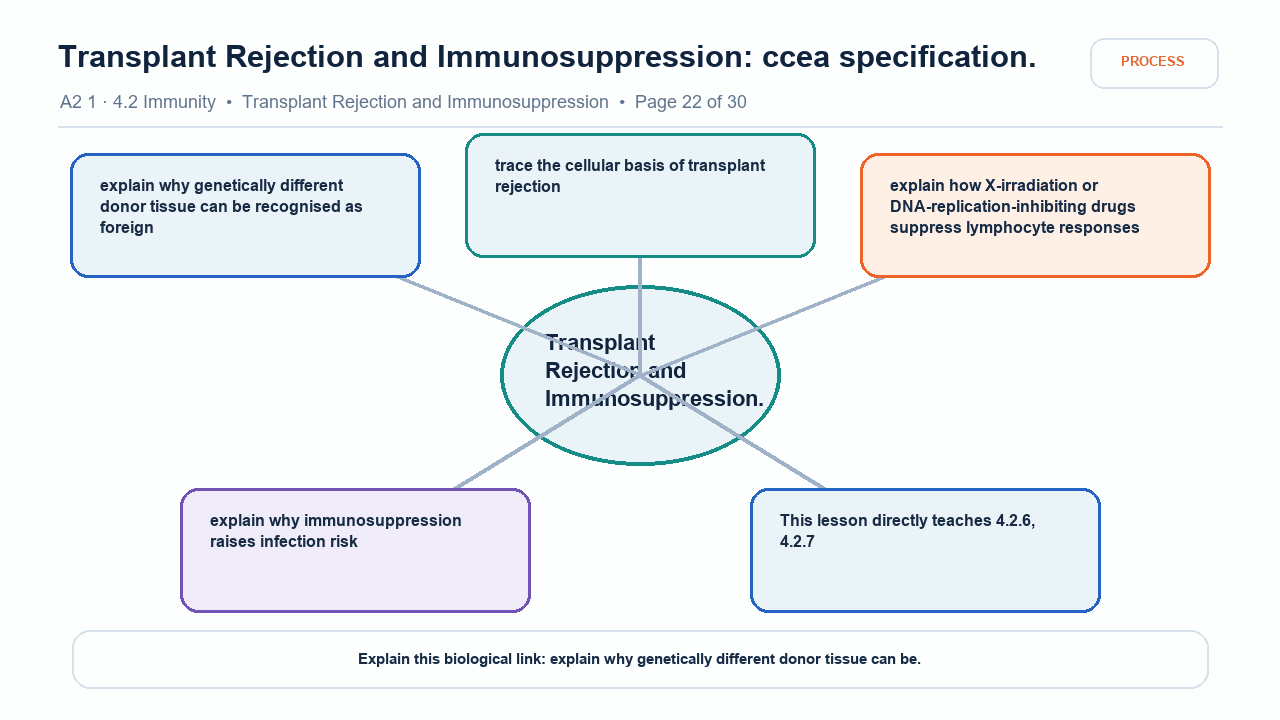 Transplant Rejection and Immunosuppression: ccea specification.
PROCESS
A2 1 · 4.2 Immunity • Transplant Rejection and Immunosuppression • Page 22 of 30
explain why genetically different
donor tissue can be recognised as
foreign
trace the cellular basis of transplant
rejection
explain how X-irradiation or
DNA-replication-inhibiting drugs
suppress lymphocyte responses
Transplant
Rejection and
Immunosuppression.
explain why immunosuppression
raises infection risk
This lesson directly teaches 4.2.6,
4.2.7
Explain this biological link: explain why genetically different donor tissue can be.